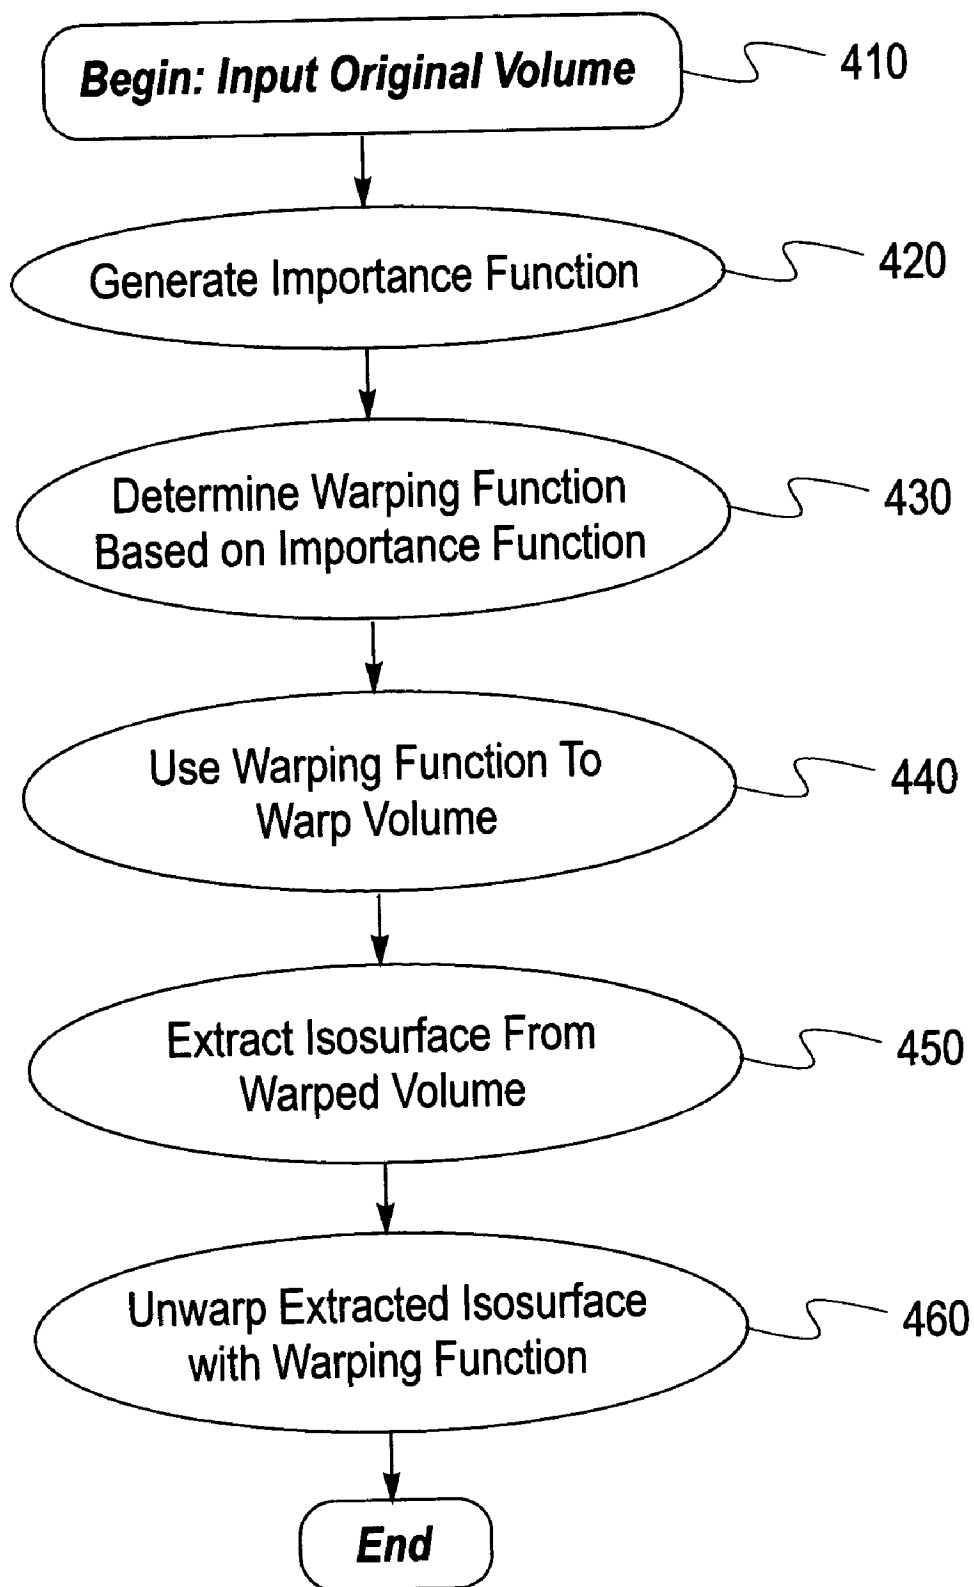 Begin: Input Original Volume
410
Generate Importance Function
420
Determine Warping Function
Based on Importance Function
430
Use Warping Function To
Warp Volume
440
Extract Isosurface From
Warped Volume
450
Unwarp Extracted Isosurface
with Warping Function
460
End